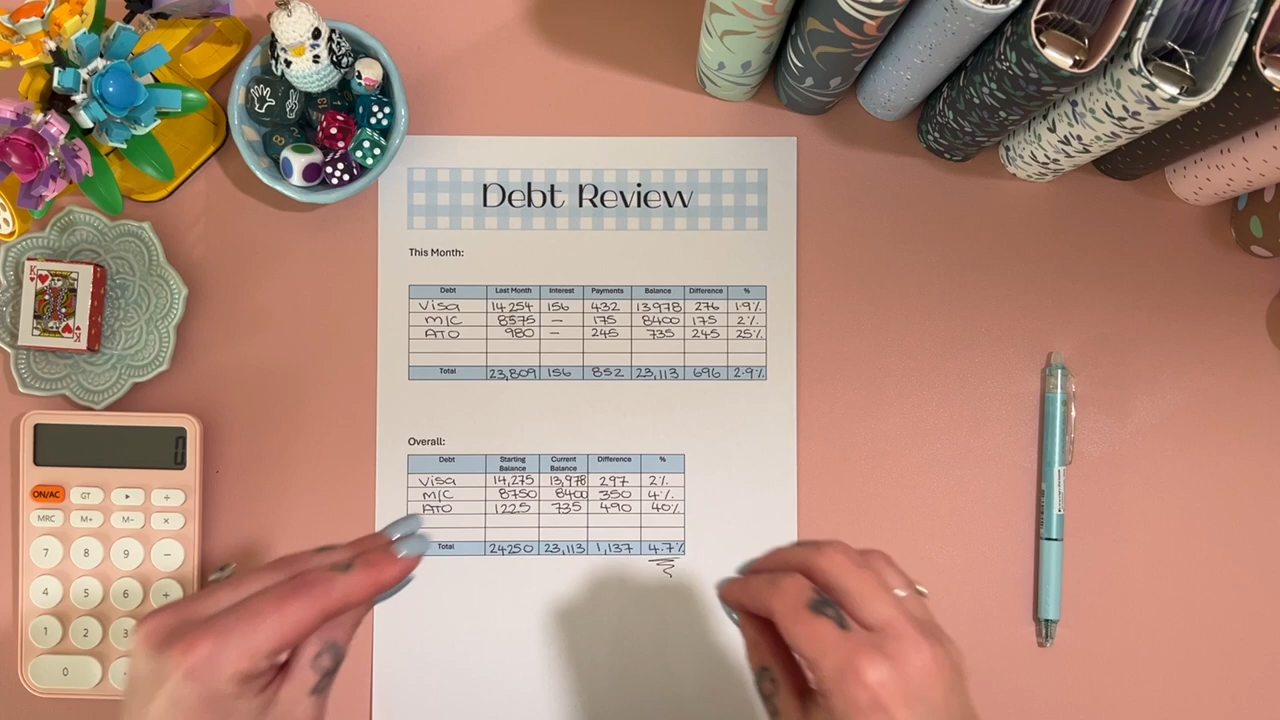 Debt Review
This Month:
Debt Last Month Interest Payments Balance Difference %
Visa 14254 156 432 13978 276 1.9%
M/C 8575 — 175 8400 175 2%
ATO 980 — 245 735 245 25%
Total 23,809 156 852 23,113 696 2.9%
Overall:
Debt Starting Balance Current Balance Difference %
Visa 14,275 13,978 297 2%
M/C 8750 8400 350 4%
ATO 1225 735 490 40%
Total 24250 23,113 1,137 4.7%
K
K
0
ON/AC GT ▶ ÷
MRC M+ M- ×
7 8 9 −
4 5 6 +
1 2 3
0
13
8